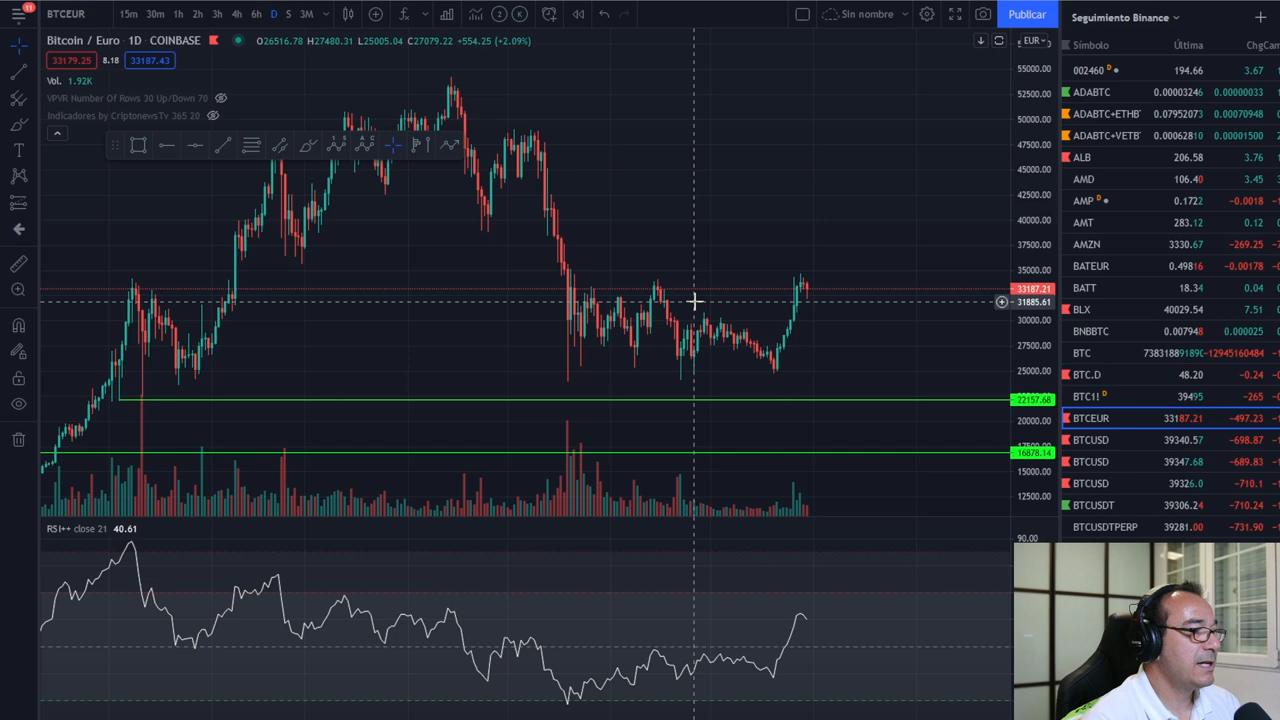 11
BTCEUR 15m 30m 1h 2h 3h 4h 6h D S 3M 2 K Sin nombre Publicar
Bitcoin / Euro · 1D · COINBASE O26516.78 H27480.31 L25005.04 C27079.22 +554.25 (+2.09%)
33179.25 8.18 33187.43
Vol. 1.92K
VPVR Number Of Rows 30 Up/Down 70
Indicadores by CriptonewsTv 365 20
EUR
55000.00
52500.00
50000.00
47500.00
45000.00
42500.00
40000.00
37500.00
35000.00
33187.21
31885.61
30000.00
27500.00
25000.00
22157.68
20000.00
16878.14
15000.00
12500.00
RSI++ close 21 40.61
90.00
Seguimiento Binance
Símbolo Última Chg
002460 D 194.66 3.67
ADABTC 0.00003246 0.00000033
ADABTC+ETHB 0.07952073 0.00070948
ADABTC+VETB 0.00062810 0.00001500
ALB 206.58 3.76
AMD 106.40 3.45
AMP D 0.1722 -0.0018
AMT 283.12 0.12
AMZN 3330.67 -269.25
BATEUR 0.49816 -0.00178
BATT 18.34 0.04
BLX 40029.54 7.51
BNBBTC 0.007948 0.000025
BTC 73831889189 -12945160484
BTC.D 48.20 -0.24
BTC1! D 39495 -265
BTCEUR 33187.21 -497.23
BTCUSD 39340.57 -698.87
BTCUSD 39347.68 -689.83
BTCUSD 39326.0 -710.1
BTCUSDT 39306.24 -710.24
BTCUSDTPERP 39281.00 -731.90